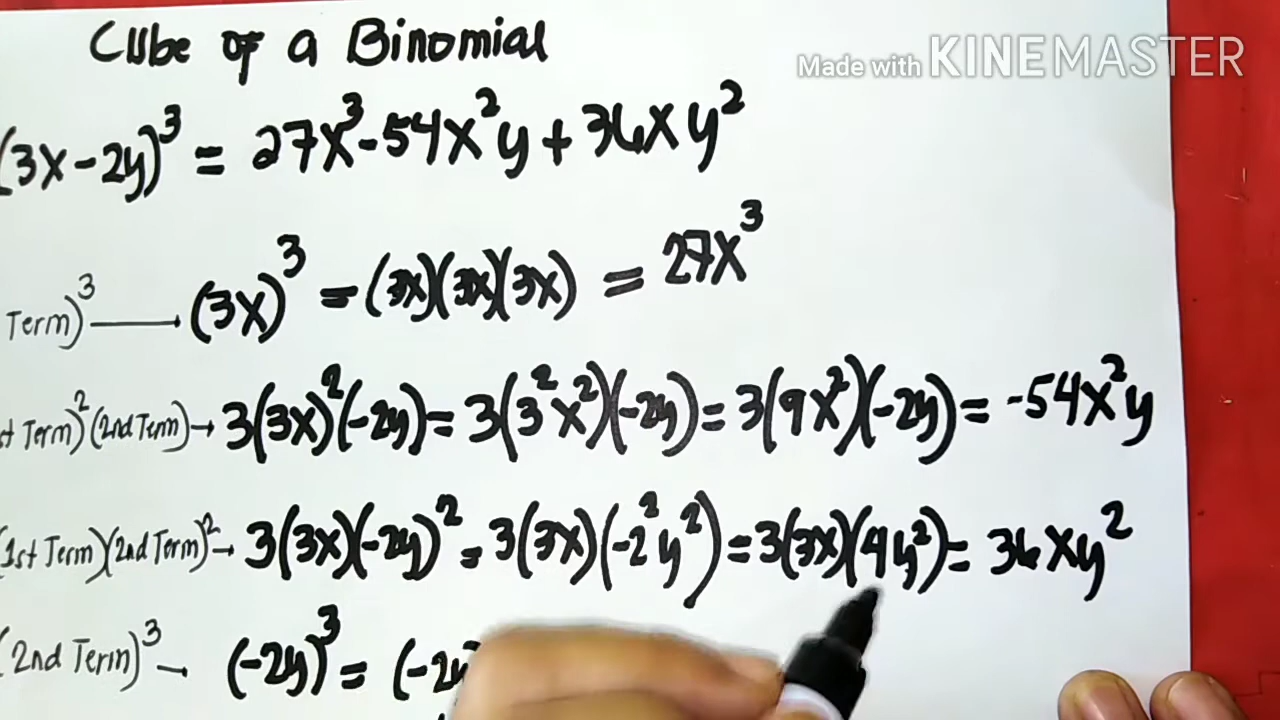 Cube of a Binomial
Made with KINEMASTER
(3x-2y)³ = 27x³-54x²y+36xy²
Term)³ → (3x)³ = (3x)(3x)(3x) = 27x³
st Term)²(2nd Term)→ 3(3x)²(-2y)= 3(3²x²)(-2y)= 3(9x²)(-2y)= -54x²y
(1st Term)(2nd Term)²→ 3(3x)(-2y)² = 3(3x)(-2²y²)=3(3x)(4y²)= 36xy²
(2nd Term)³→ (-2y)³ = (-2y